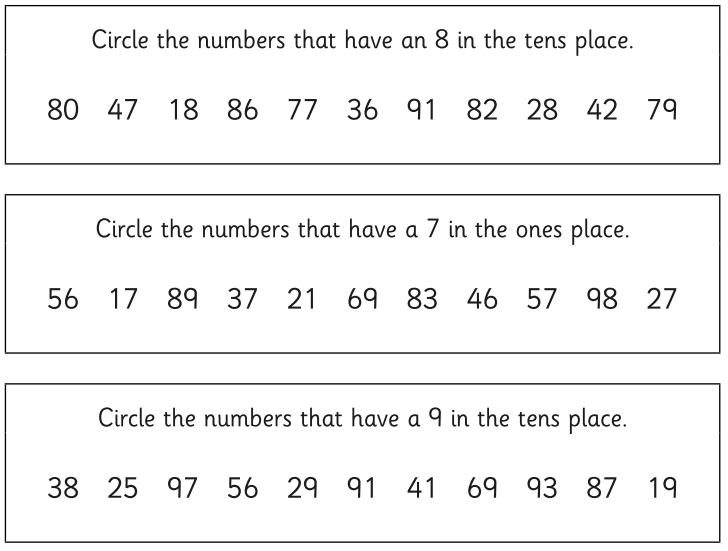 Circle the numbers that have an 8 in the tens place.
80 47 18 86 77 36 91 82 28 42 79
Circle the numbers that have a 7 in the ones place.
56 17 89 37 21 69 83 46 57 98 27
Circle the numbers that have a 9 in the tens place.
38 25 97 56 29 91 41 69 93 87 19